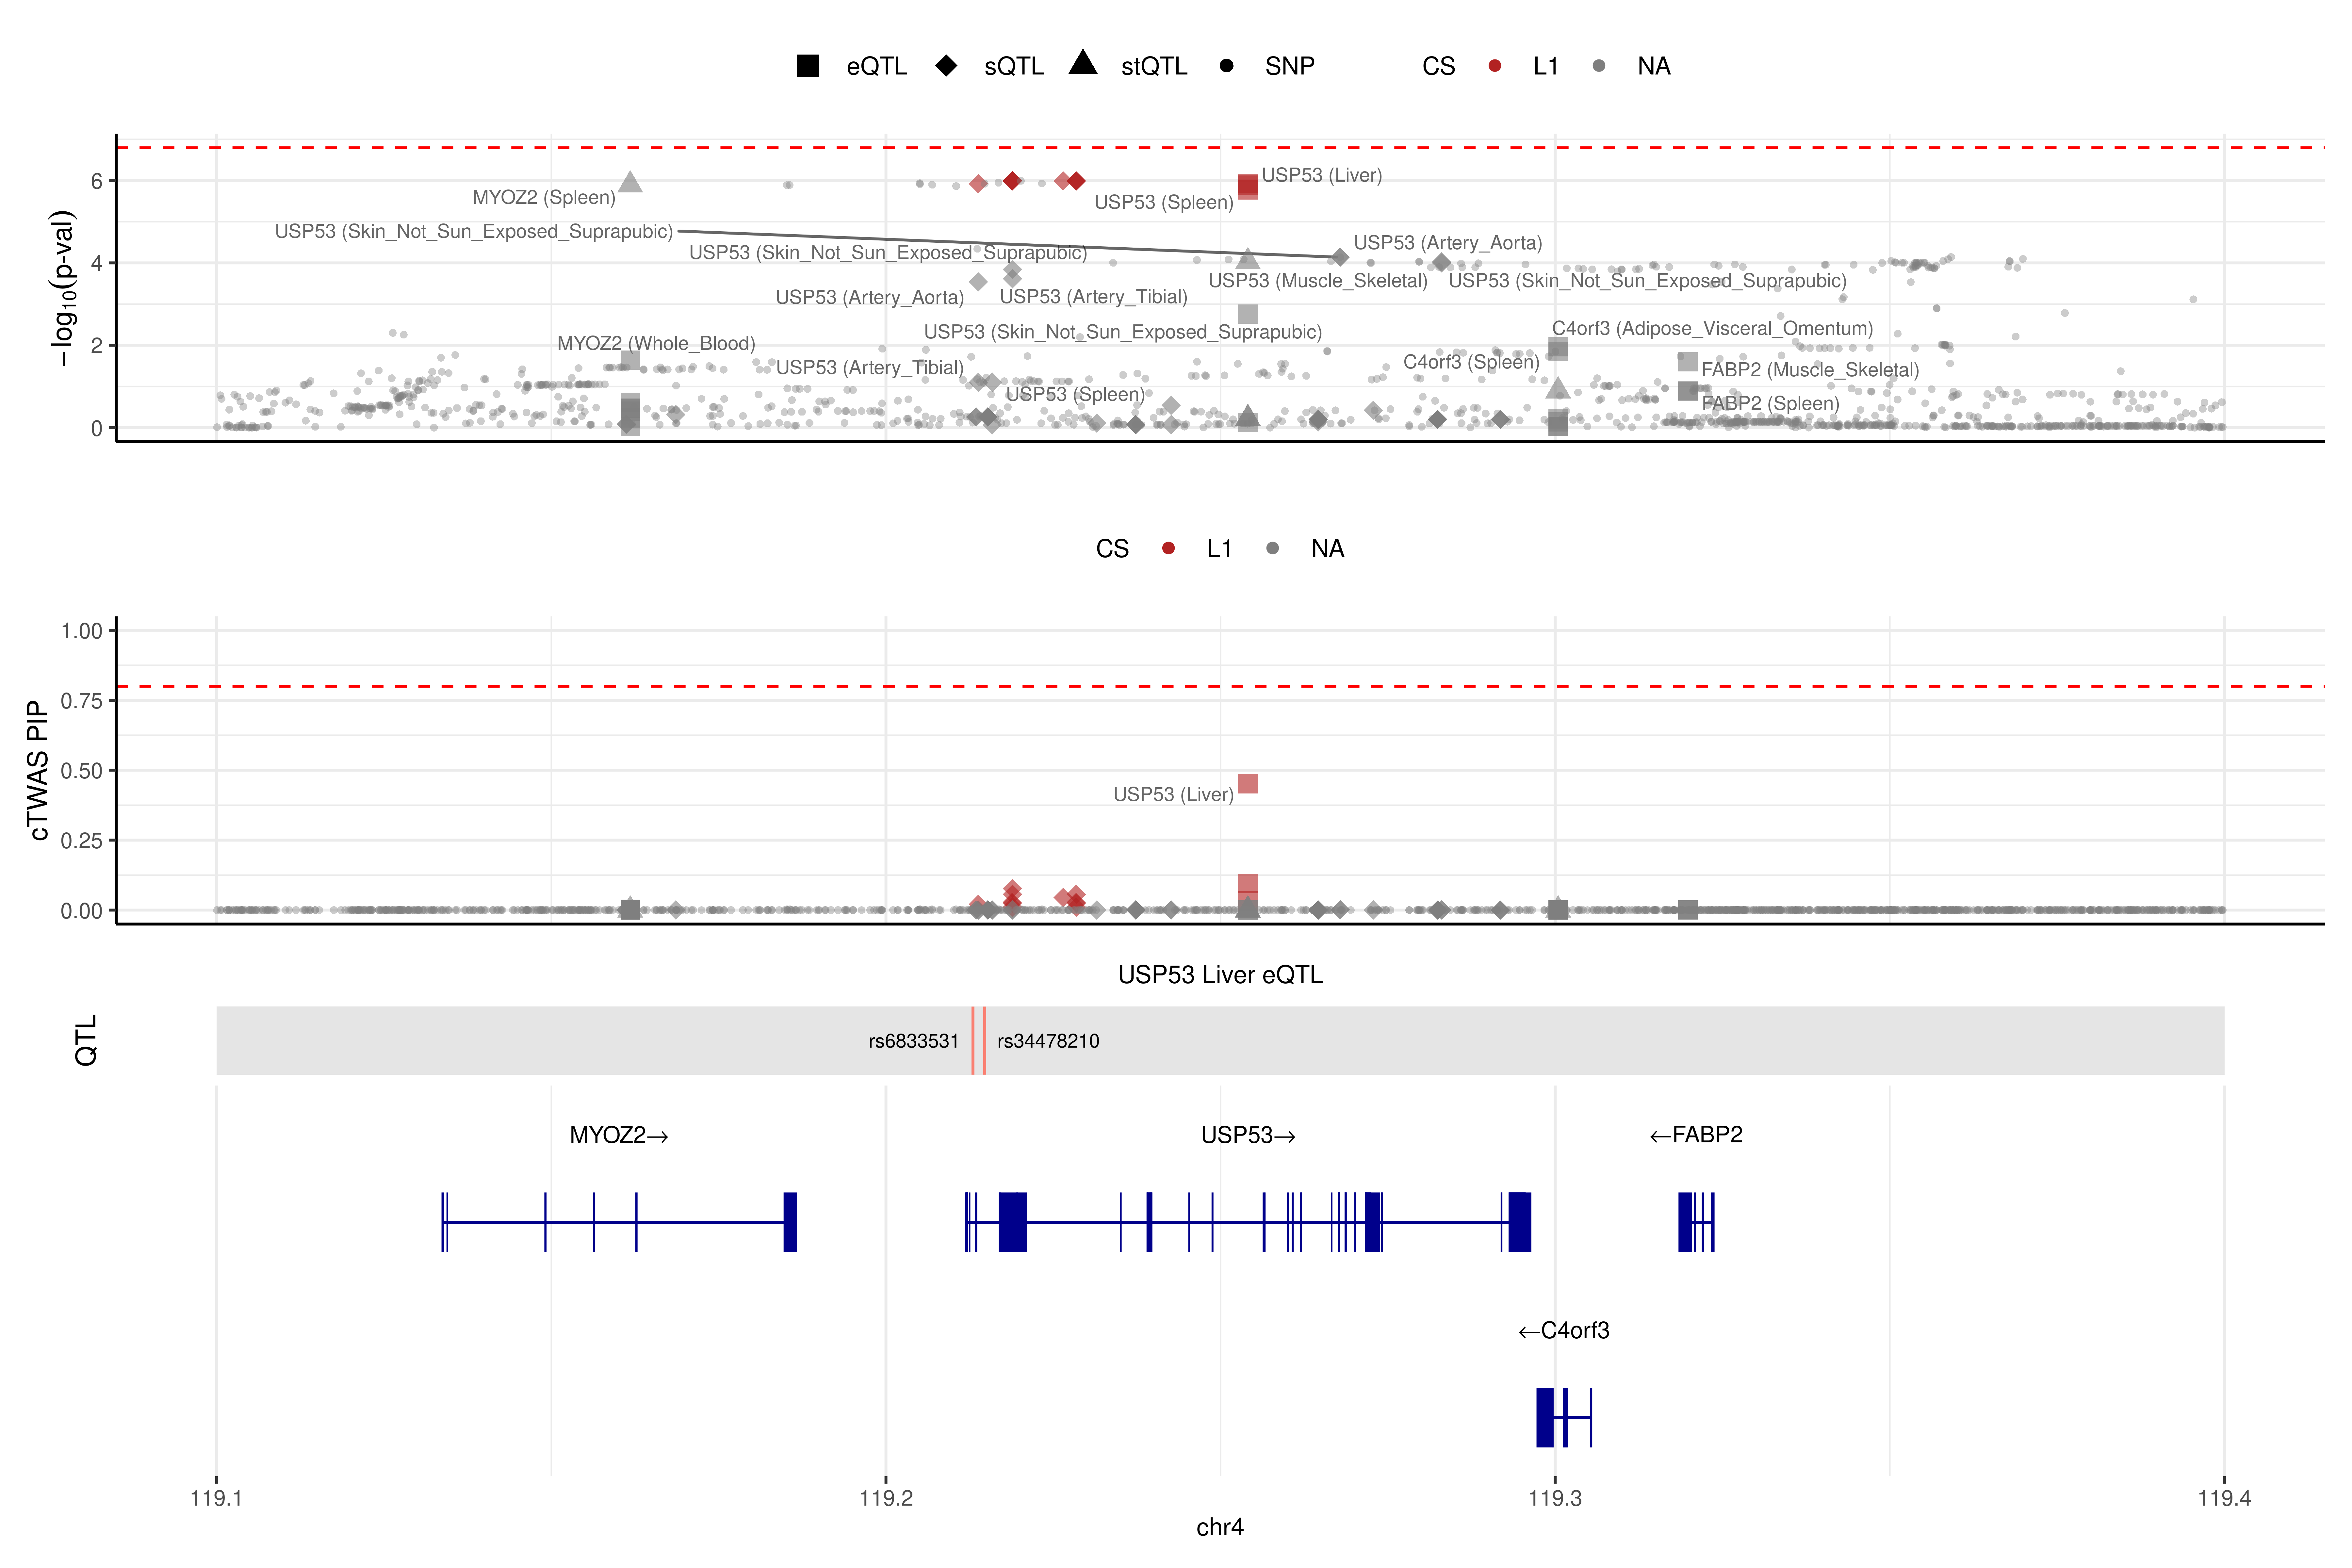 eQTL sQTL stQTL SNP CS L1 NA
−log10(p-val)
6
4
2
0
USP53 (Liver)
MYOZ2 (Spleen)
USP53 (Spleen)
USP53 (Skin_Not_Sun_Exposed_Suprapubic)
USP53 (Artery_Aorta)
USP53 (Skin_Not_Sun_Exposed_Suprapubic)
USP53 (Muscle_Skeletal)
USP53 (Skin_Not_Sun_Exposed_Suprapubic)
USP53 (Artery_Aorta)
USP53 (Artery_Tibial)
USP53 (Skin_Not_Sun_Exposed_Suprapubic)
C4orf3 (Adipose_Visceral_Omentum)
MYOZ2 (Whole_Blood)
USP53 (Artery_Tibial)
C4orf3 (Spleen)
FABP2 (Muscle_Skeletal)
USP53 (Spleen)
FABP2 (Spleen)
CS L1 NA
cTWAS PIP
1.00
0.75
0.50
0.25
0.00
USP53 (Liver)
USP53 Liver eQTL
QTL
rs6833531 rs34478210
MYOZ2→ USP53→ ←FABP2
←C4orf3
119.1 119.2 119.3 119.4
chr4